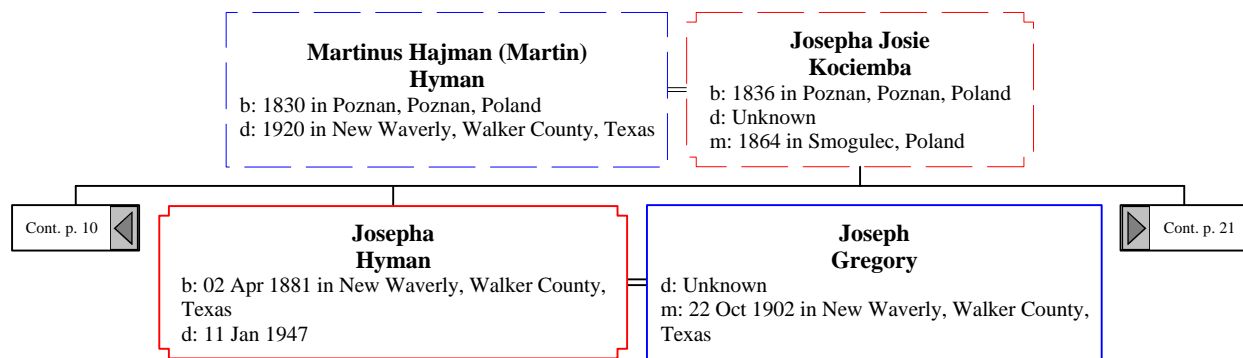 Martinus Hajman (Martin)
Hyman
b: 1830 in Poznan, Poznan, Poland
d: 1920 in New Waverly, Walker County, Texas
Josepha Josie
Kociemba
b: 1836 in Poznan, Poznan, Poland
d: Unknown
m: 1864 in Smogulec, Poland
Cont. p. 10
Josepha
Hyman
b: 02 Apr 1881 in New Waverly, Walker County,
Texas
d: 11 Jan 1947
Joseph
Gregory
d: Unknown
m: 22 Oct 1902 in New Waverly, Walker County,
Texas
Cont. p. 21